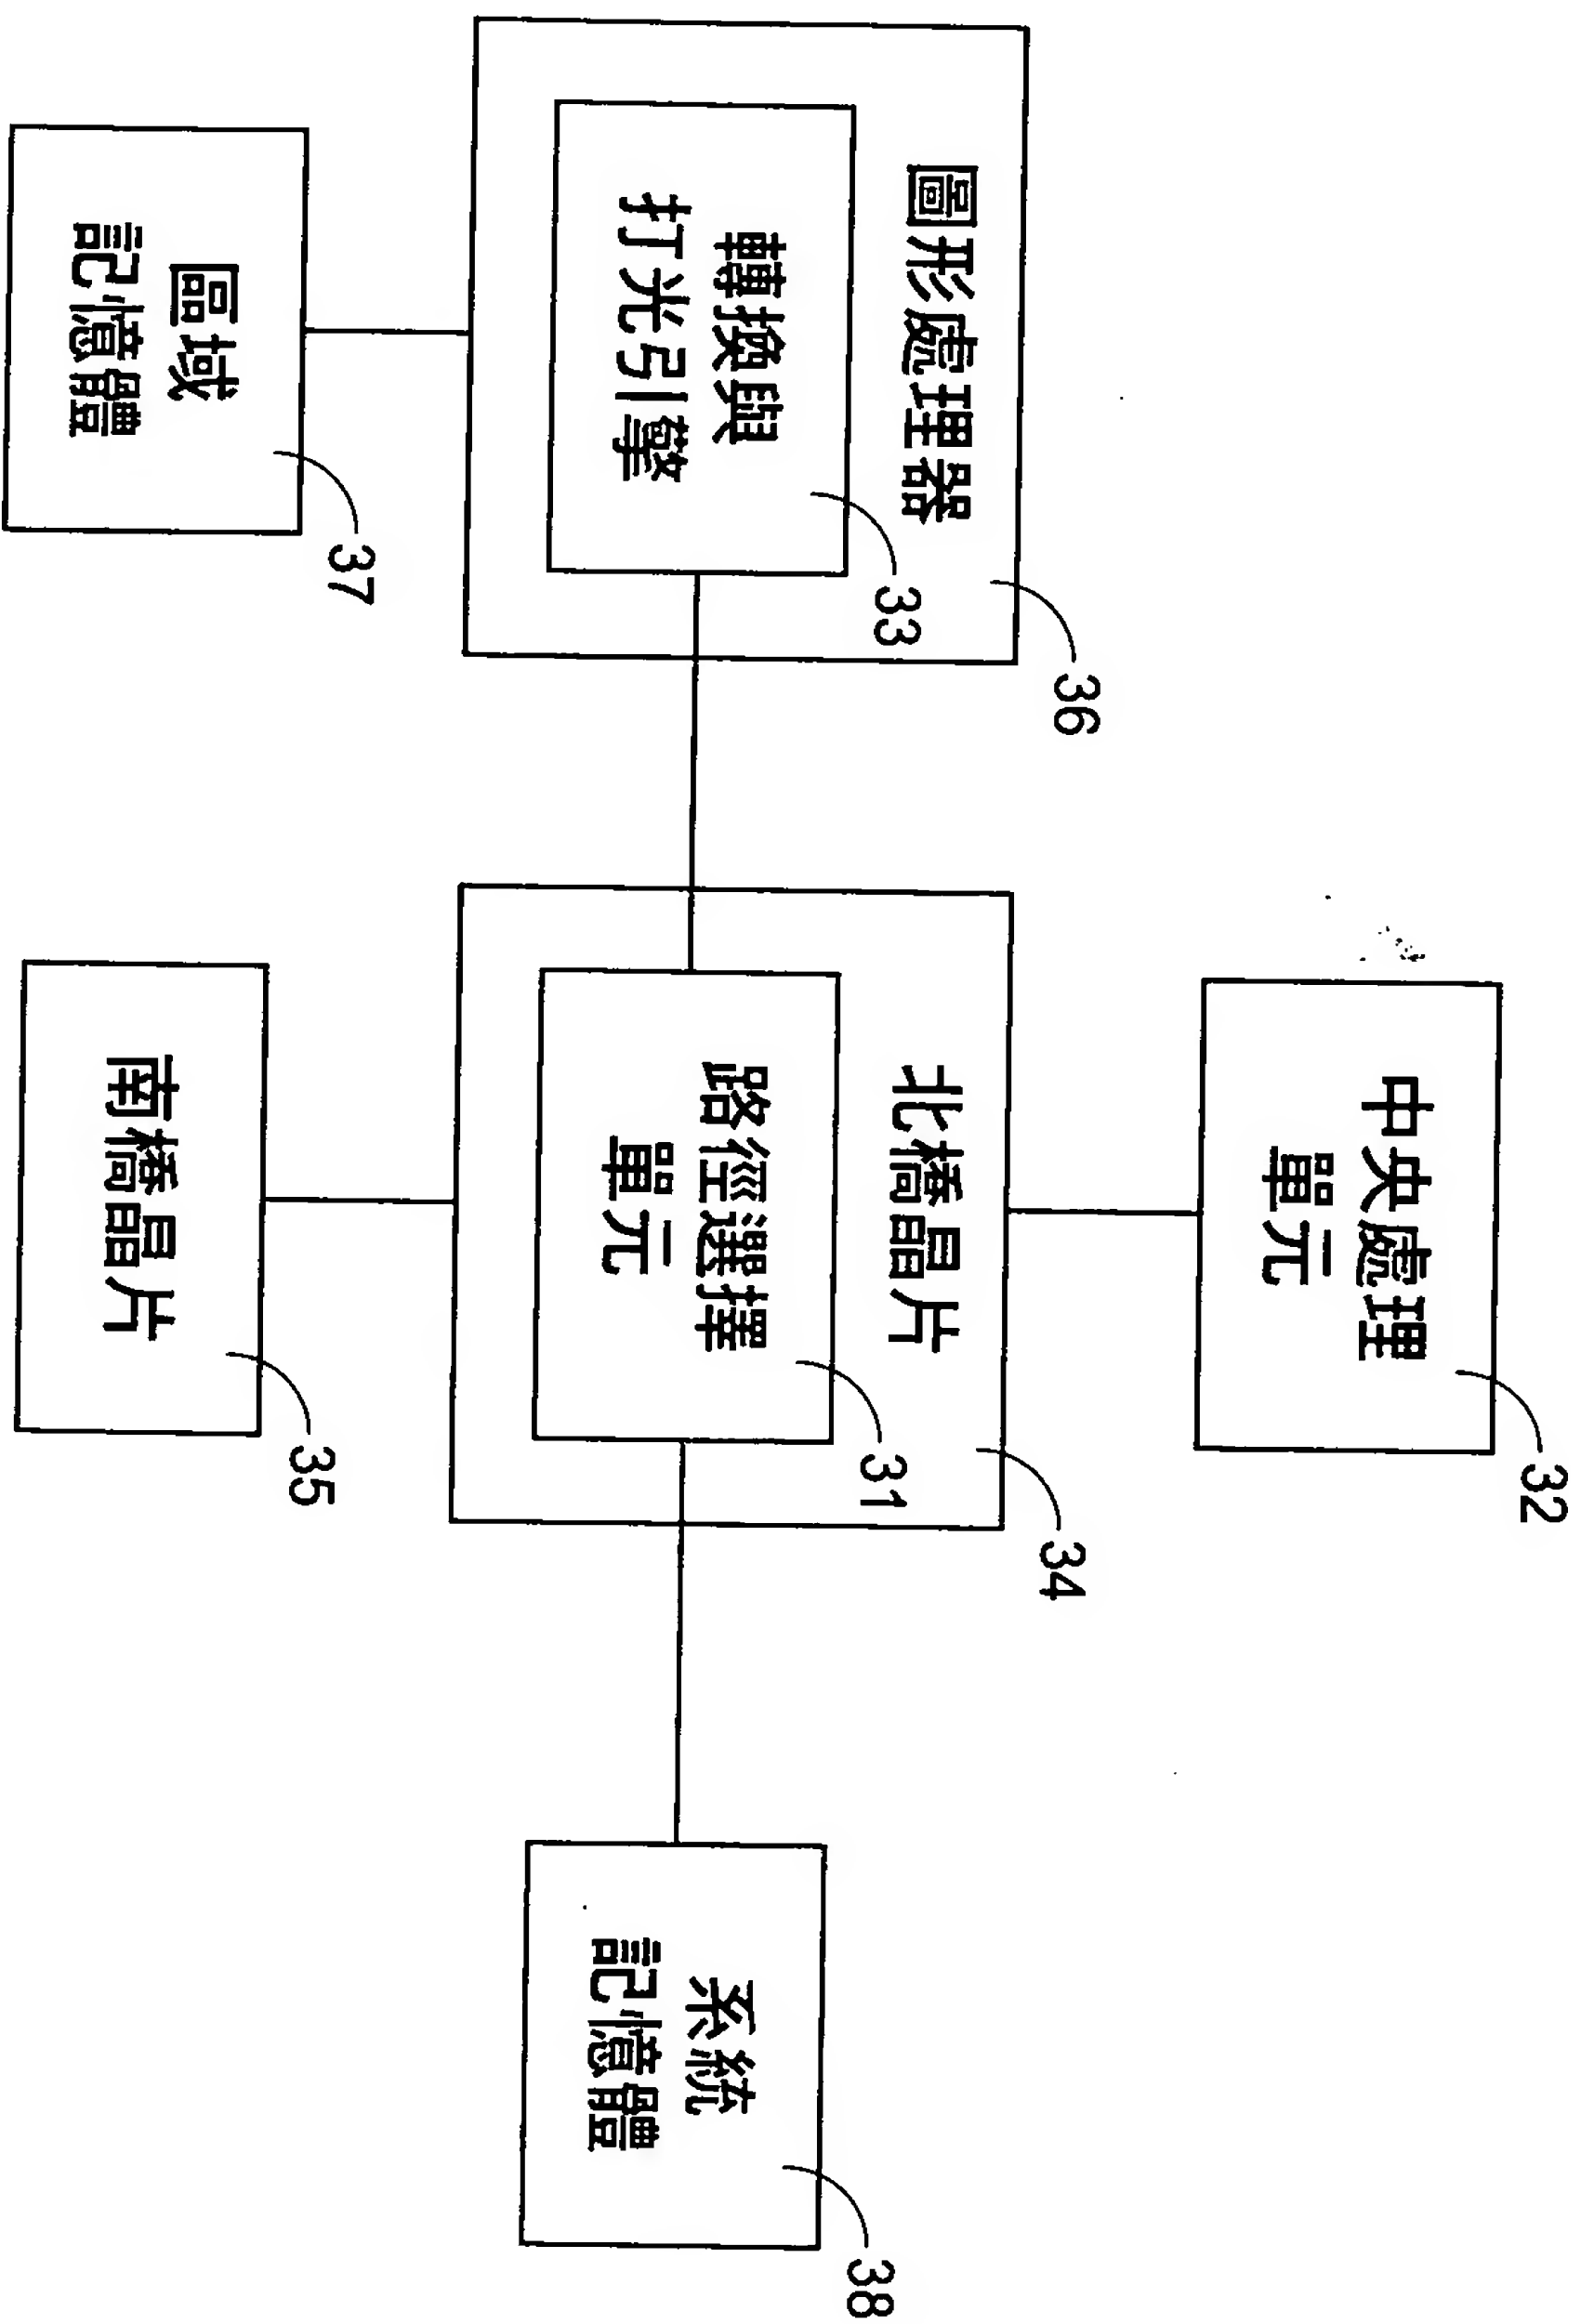 中央處理
單元
32
圖形處理器
36
轉換與
打光引擎
33
北橋晶片
34
路徑選擇
單元
31
系統
記憶體
38
區域
記憶體
37
南橋晶片
35